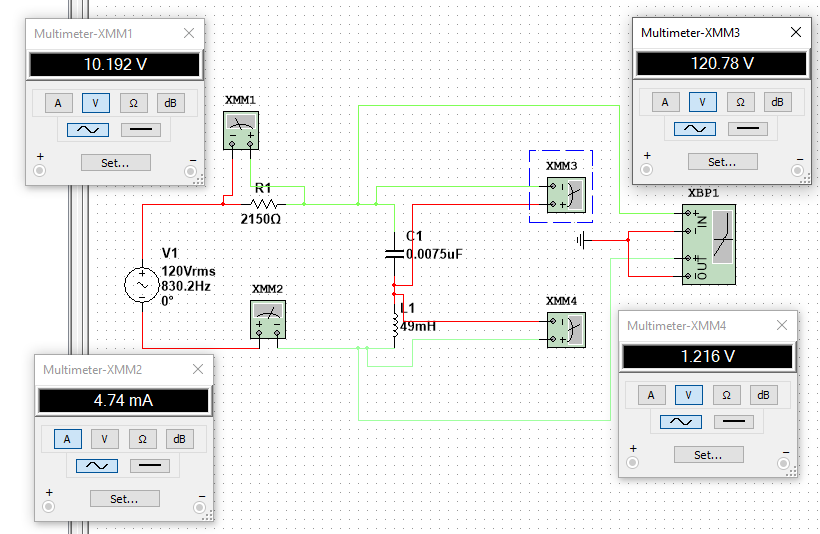 Multimeter-XMM1
10.192 V
A V Ω dB
+ Set... −
Multimeter-XMM3
120.78 V
A V Ω dB
+ Set... −
XMM1
− +
R1
2150Ω
XMM3
−
+
XBP1
+
−
IN
+
−
OUT
C1
0.0075uF
V1
120Vrms
830.2Hz
0°
XMM2
+ −
L1
49mH
XMM4
−
+
Multimeter-XMM2
4.74 mA
A V Ω dB
+ Set... −
Multimeter-XMM4
1.216 V
A V Ω dB
+ Set... −